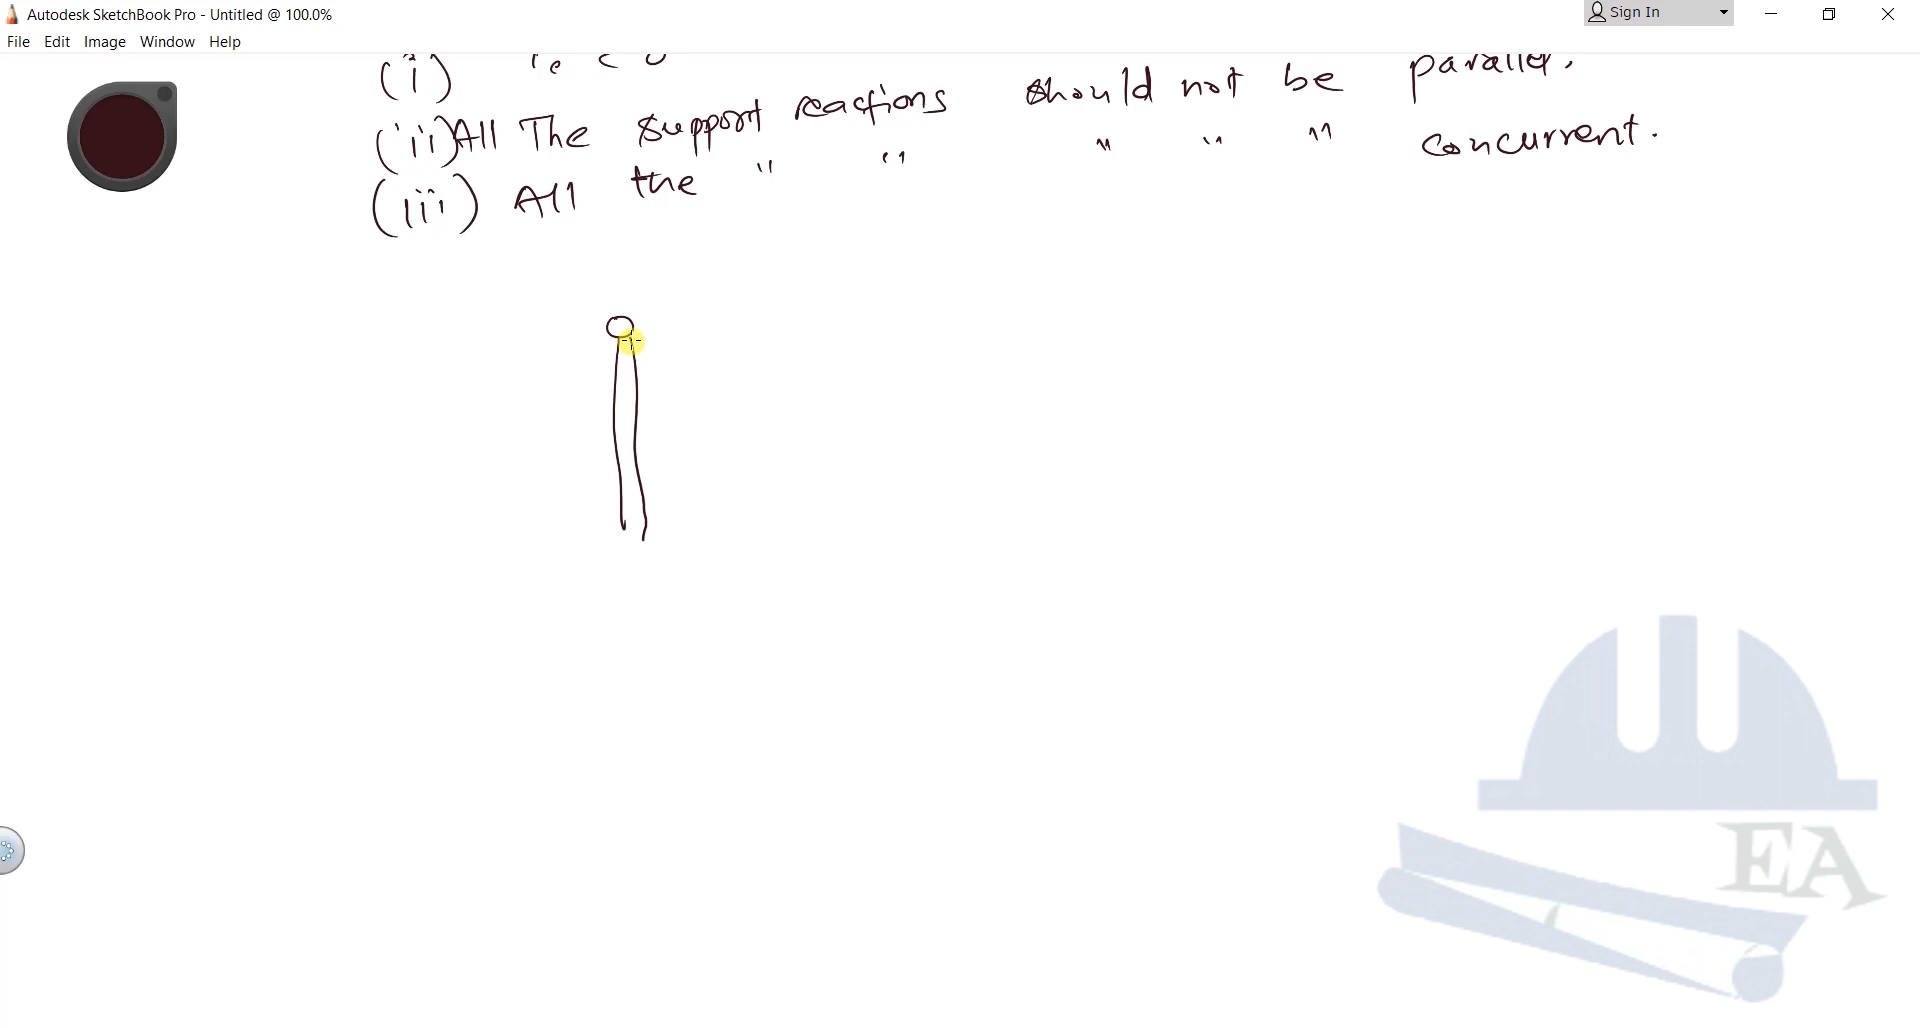 Autodesk SketchBook Pro - Untitled @ 100.0%
Sign In
File Edit Image Window Help
(i)
(ii) All The support reactions should not be parallel.
(iii) All the " " " " " concurrent.
EA